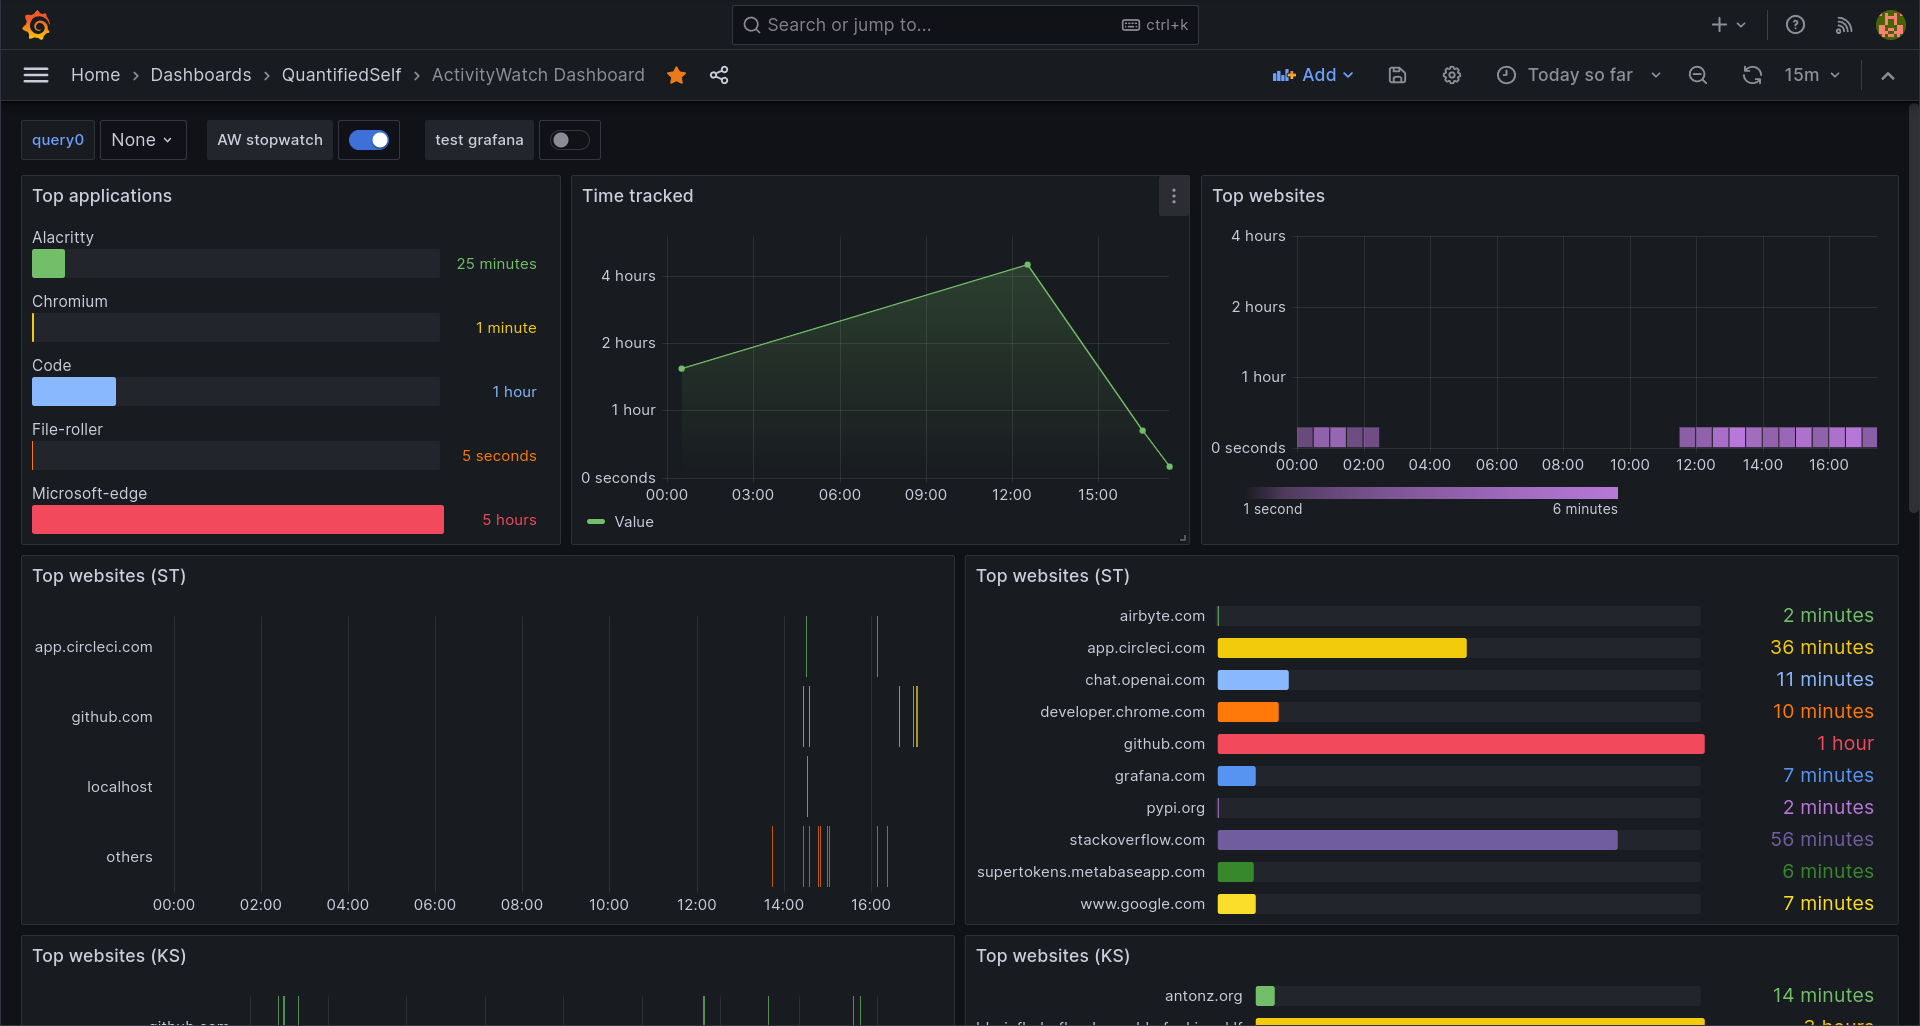 Search or jump to...
ctrl+k
Home
Dashboards
QuantifiedSelf
ActivityWatch Dashboard
Add
Today so far
15m
query0
None
AW stopwatch
test grafana
Top applications
Alacritty
25 minutes
Chromium
1 minute
Code
1 hour
File-roller
5 seconds
Microsoft-edge
5 hours
Time tracked
4 hours
2 hours
1 hour
0 seconds
00:00 03:00 06:00 09:00 12:00 15:00
Value
Top websites
4 hours
2 hours
1 hour
0 seconds
00:00 02:00 04:00 06:00 08:00 10:00 12:00 14:00 16:00
1 second 6 minutes
Top websites (ST)
app.circleci.com
github.com
localhost
others
00:00 02:00 04:00 06:00 08:00 10:00 12:00 14:00 16:00
Top websites (ST)
airbyte.com 2 minutes
app.circleci.com 36 minutes
chat.openai.com 11 minutes
developer.chrome.com 10 minutes
github.com 1 hour
grafana.com 7 minutes
pypi.org 2 minutes
stackoverflow.com 56 minutes
supertokens.metabaseapp.com 6 minutes
www.google.com 7 minutes
Top websites (KS)
github.com
Top websites (KS)
antonz.org 14 minutes